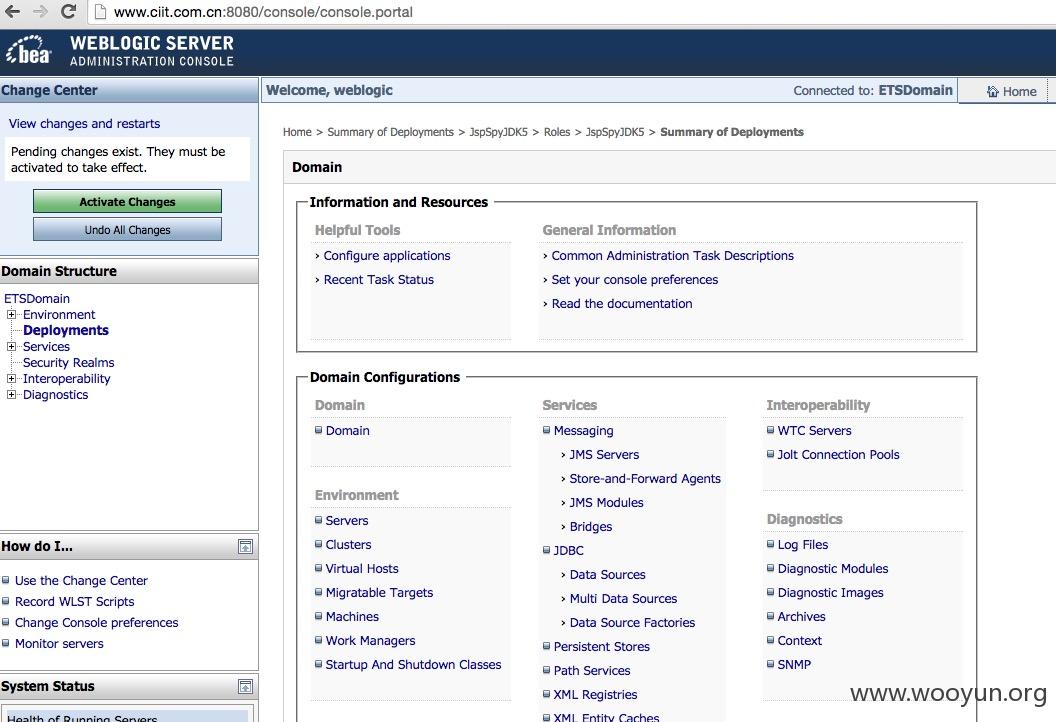 www.ciit.com.cn:8080/console/console.portal
bea
WEBLOGIC SERVER
ADMINISTRATION CONSOLE
Change Center
View changes and restarts
Pending changes exist. They must be
activated to take effect.
Activate Changes
Undo All Changes
Domain Structure
ETSDomain
Environment
Deployments
Services
Security Realms
Interoperability
Diagnostics
How do I...
Use the Change Center
Record WLST Scripts
Change Console preferences
Monitor servers
System Status
Health of Running Servers
Welcome, weblogic
Connected to: ETSDomain
Home
Home > Summary of Deployments > JspSpyJDK5 > Roles > JspSpyJDK5 > Summary of Deployments
Domain
Information and Resources
Helpful Tools
Configure applications
Recent Task Status
General Information
Common Administration Task Descriptions
Set your console preferences
Read the documentation
Domain Configurations
Domain
Domain
Environment
Servers
Clusters
Virtual Hosts
Migratable Targets
Machines
Work Managers
Startup And Shutdown Classes
Services
Messaging
JMS Servers
Store-and-Forward Agents
JMS Modules
Bridges
JDBC
Data Sources
Multi Data Sources
Data Source Factories
Persistent Stores
Path Services
XML Registries
XML Entity Caches
Interoperability
WTC Servers
Jolt Connection Pools
Diagnostics
Log Files
Diagnostic Modules
Diagnostic Images
Archives
Context
SNMP
www.wooyun.org